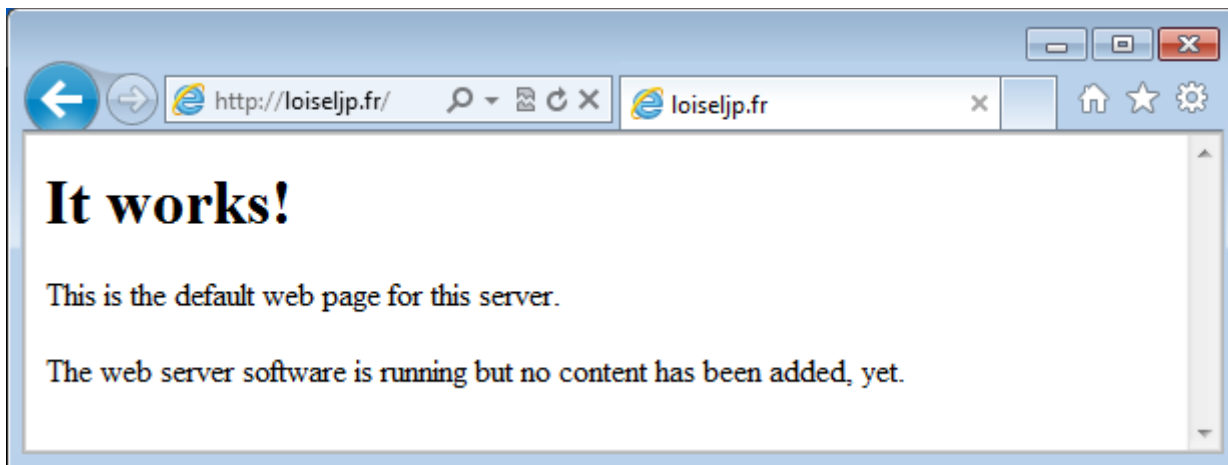 http://loiseljp.fr/
loiseljp.fr
It works!
This is the default web page for this server.
The web server software is running but no content has been added, yet.